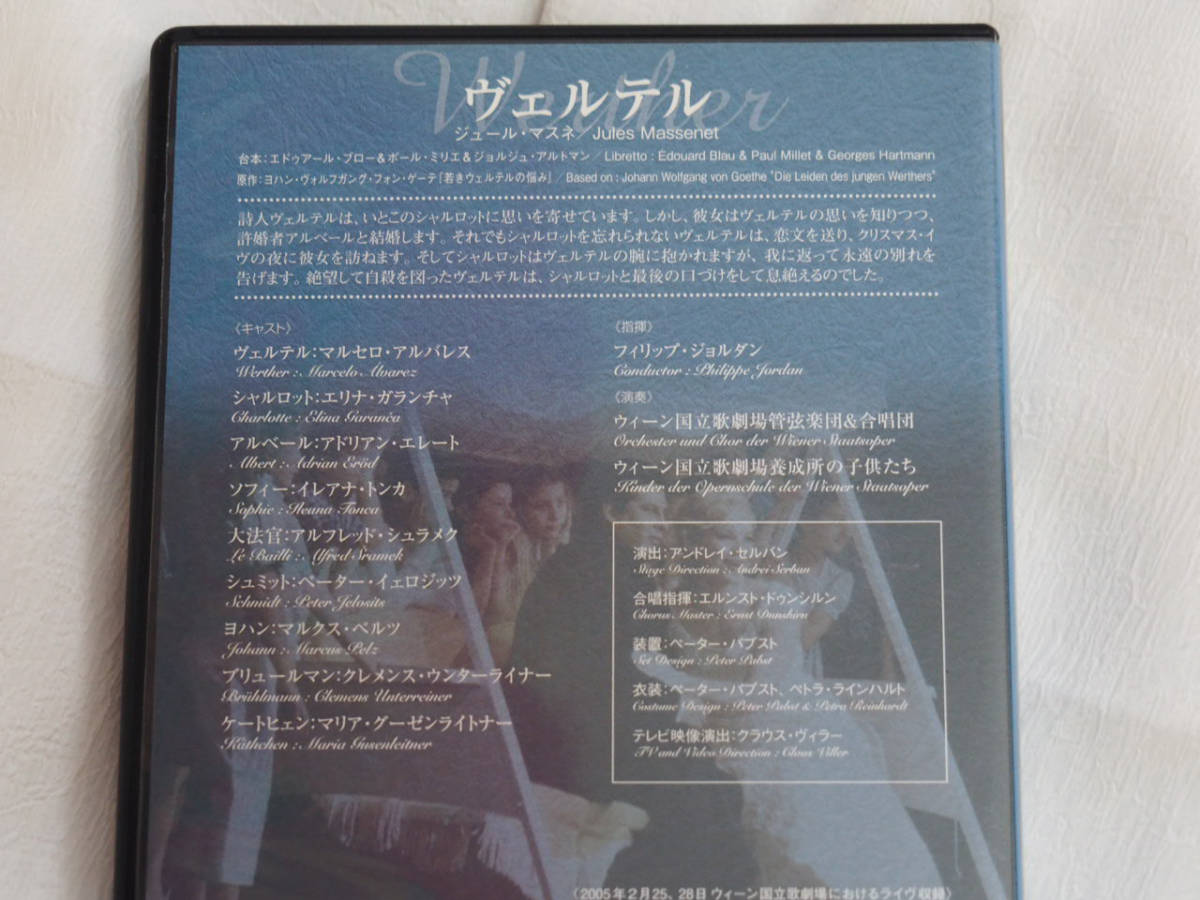 Werther
ヴェルテル
ジュール・マスネ／Jules Massenet
台本：エドゥアール・ブロー＆ポール・ミリエ＆ジョルジュ・アルトマン／Libretto : Édouard Blau & Paul Millet & Georges Hartmann
原作：ヨハン・ヴォルフガング・フォン・ゲーテ『若きウェルテルの悩み』／Based on : Johann Wolfgang von Goethe "Die Leiden des jungen Werthers"
詩人ヴェルテルは、いとこのシャルロットに思いを寄せています。しかし、彼女はヴェルテルの思いを知りつつ、
許婚者アルベールと結婚します。それでもシャルロットを忘れられないヴェルテルは、恋文を送り、クリスマス・イ
ヴの夜に彼女を訪ねます。そしてシャルロットはヴェルテルの腕に抱かれますが、我に返って永遠の別れを
告げます。絶望して自殺を図ったヴェルテルは、シャルロットと最後の口づけをして息絶えるのでした。
〈キャスト〉
ヴェルテル：マルセロ・アルバレス
Werther : Marcelo Alvarez
シャルロット：エリナ・ガランチャ
Charlotte : Elina Garanča
アルベール：アドリアン・エレート
Albert : Adrian Eröd
ソフィー：イレアナ・トンカ
Sophie : Ileana Tonca
大法官：アルフレッド・シュラメク
Le Bailli : Alfred Šramek
シュミット：ペーター・イェロジッツ
Schmidt : Peter Jelosits
ヨハン：マルクス・ペルツ
Johann : Marcus Pelz
ブリュールマン：クレメンス・ウンターライナー
Brühlmann : Clemens Unterreiner
ケートヒェン：マリア・グーゼンライトナー
Käthchen : Maria Gusenleitner
〈指揮〉
フィリップ・ジョルダン
Conductor : Philippe Jordan
〈演奏〉
ウィーン国立歌劇場管弦楽団＆合唱団
Orchester und Chor der Wiener Staatsoper
ウィーン国立歌劇場養成所の子供たち
Kinder der Opernschule der Wiener Staatsoper
演出：アンドレイ・セルバン
Stage Direction : Andrei Serban
合唱指揮：エルンスト・ドゥンシルン
Chorus Master : Ernst Dunshirn
装置：ペーター・パプスト
Set Design : Peter Pabst
衣装：ペーター・パプスト、ペトラ・ラインハルト
Costume Design : Peter Pabst & Petra Reinhardt
テレビ映像演出：クラウス・ヴィラー
TV and Video Direction : Claus Viller
〈2005年2月25、28日 ウィーン国立歌劇場におけるライヴ収録〉